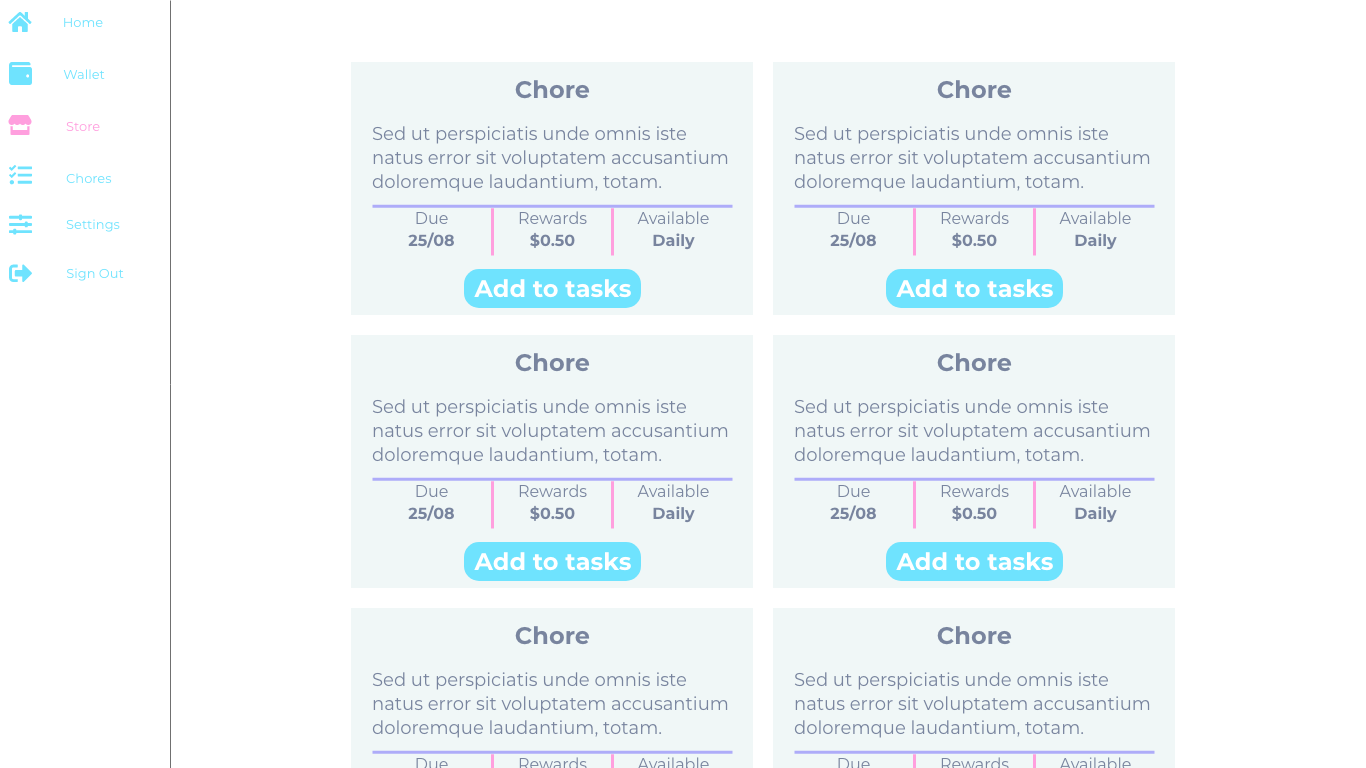 Home
Wallet
Store
Chores
Settings
Sign Out
Chore
Sed ut perspiciatis unde omnis iste
natus error sit voluptatem accusantium
doloremque laudantium, totam.
Due Rewards Available
25/08 $0.50 Daily
Add to tasks
Chore
Sed ut perspiciatis unde omnis iste
natus error sit voluptatem accusantium
doloremque laudantium, totam.
Due Rewards Available
25/08 $0.50 Daily
Add to tasks
Chore
Sed ut perspiciatis unde omnis iste
natus error sit voluptatem accusantium
doloremque laudantium, totam.
Due Rewards Available
25/08 $0.50 Daily
Add to tasks
Chore
Sed ut perspiciatis unde omnis iste
natus error sit voluptatem accusantium
doloremque laudantium, totam.
Due Rewards Available
25/08 $0.50 Daily
Add to tasks
Chore
Sed ut perspiciatis unde omnis iste
natus error sit voluptatem accusantium
doloremque laudantium, totam.
Due Rewards Available
Chore
Sed ut perspiciatis unde omnis iste
natus error sit voluptatem accusantium
doloremque laudantium, totam.
Due Rewards Available